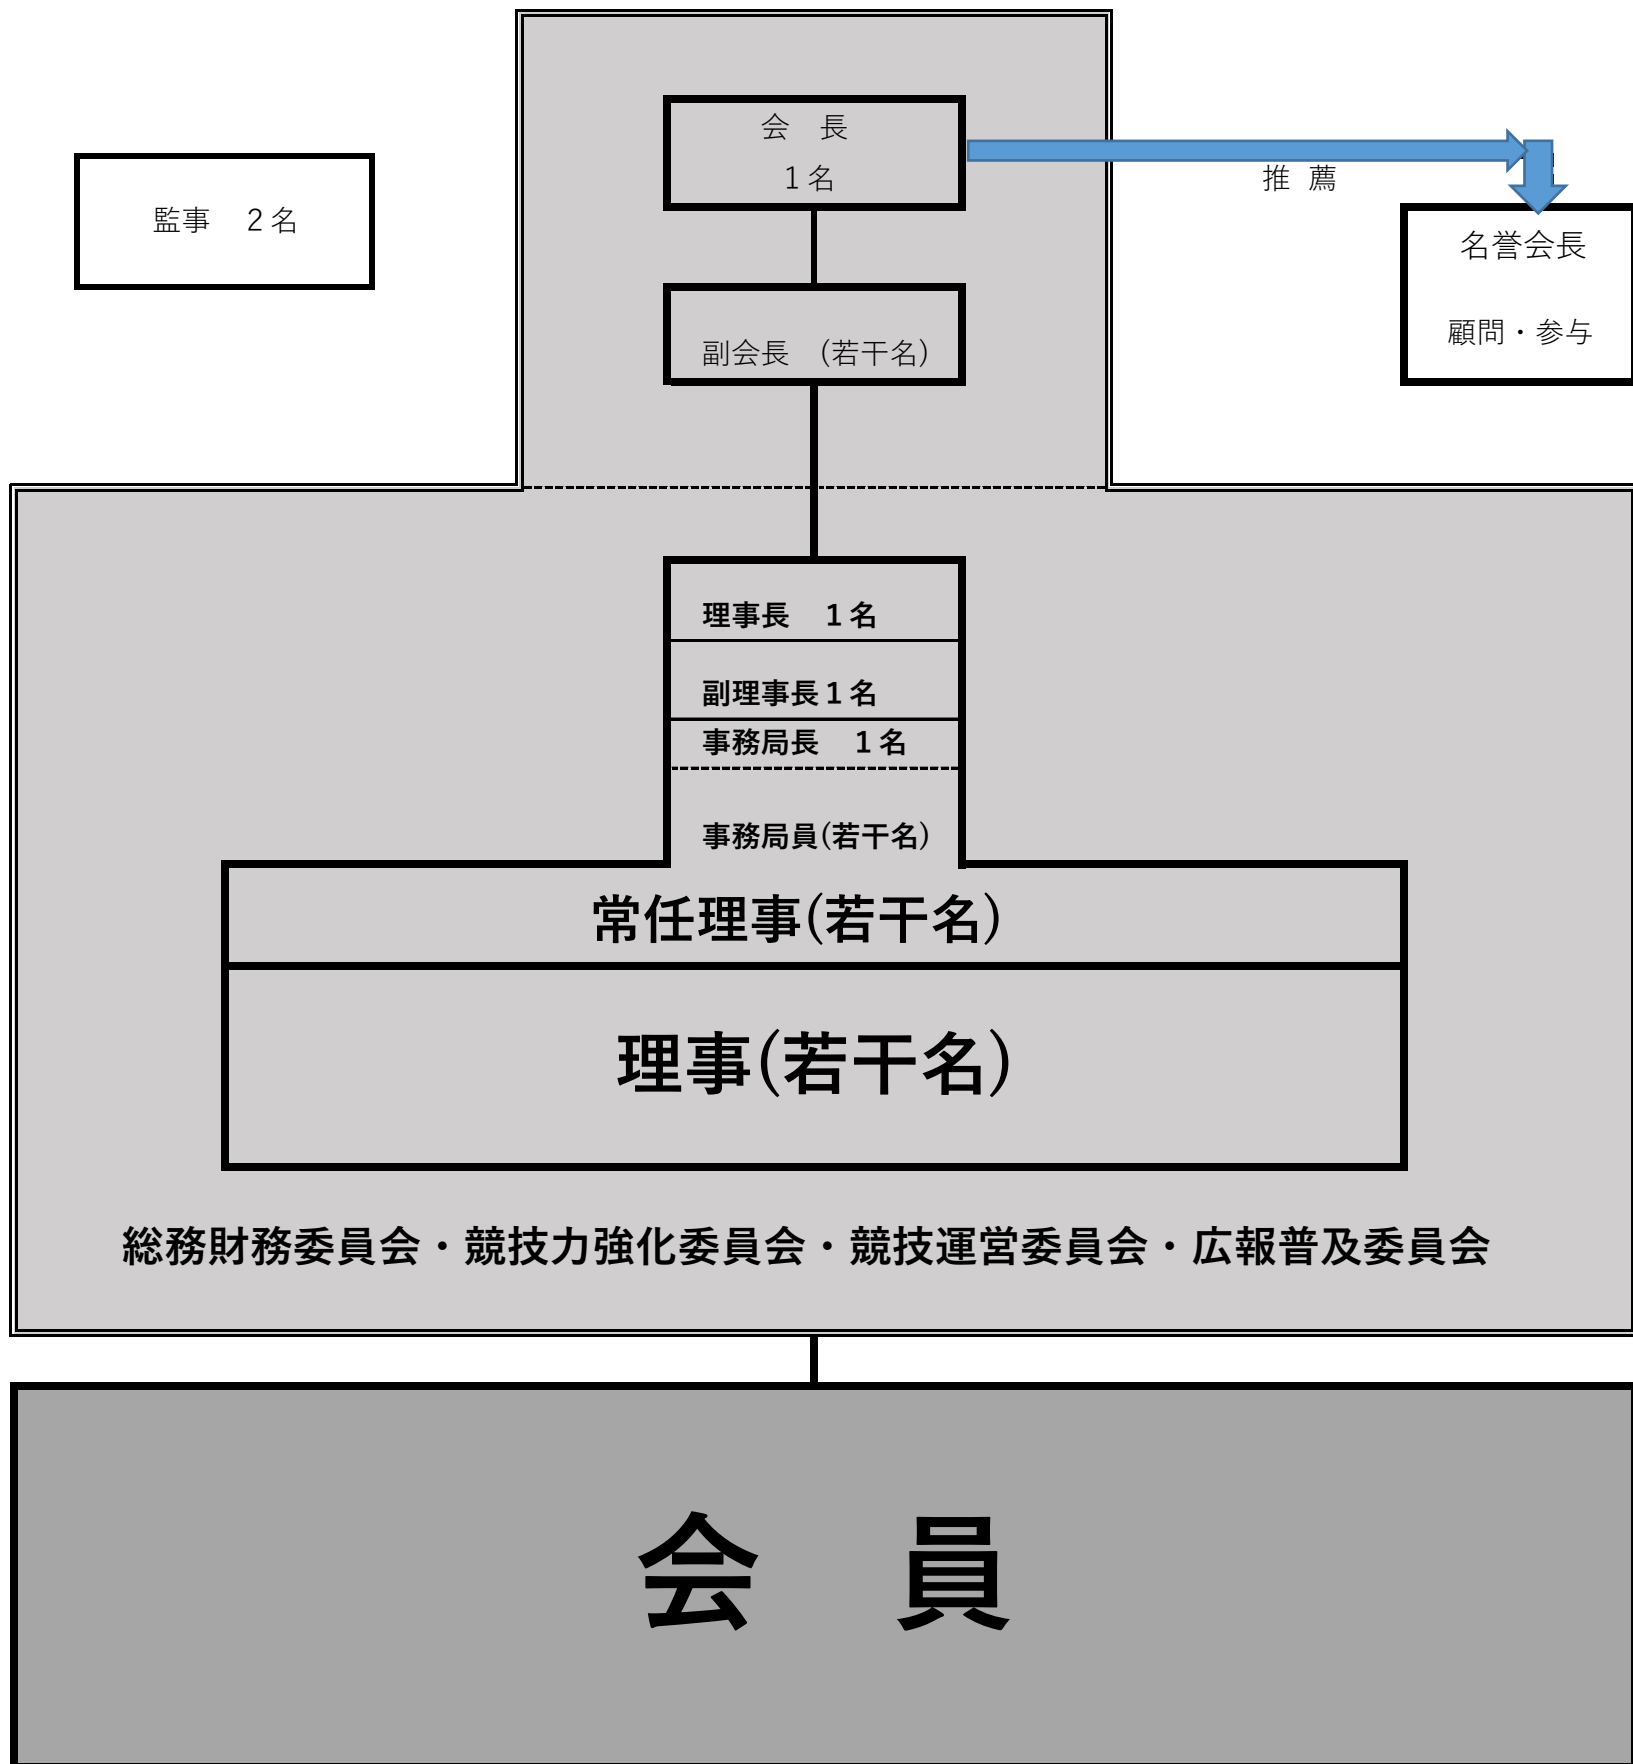 会　長
１名
推 薦
監事　２名
名誉会長
顧問・参与
副会長　(若干名)
理事長　１名
副理事長１名
事務局長　１名
事務局員(若干名)
常任理事(若干名)
理事(若干名)
総務財務委員会・競技力強化委員会・競技運営委員会・広報普及委員会
会　員